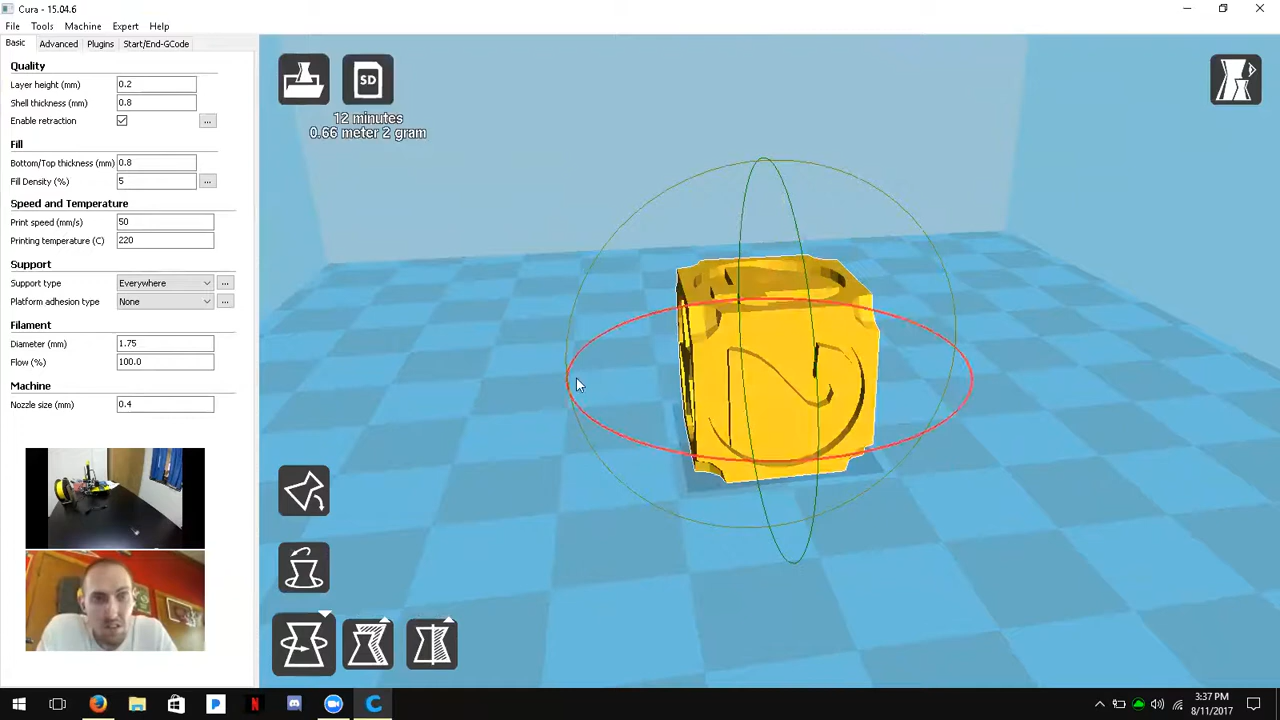 Cura - 15.04.6
File Tools Machine Expert Help
Basic Advanced Plugins Start/End-GCode
Quality
Layer height (mm) 0.2
Shell thickness (mm) 0.8
Enable retraction ...
Fill
Bottom/Top thickness (mm) 0.8
Fill Density (%) 5 ...
Speed and Temperature
Print speed (mm/s) 50
Printing temperature (C) 220
Support
Support type Everywhere ...
Platform adhesion type None ...
Filament
Diameter (mm) 1.75
Flow (%) 100.0
Machine
Nozzle size (mm) 0.4
SD
12 minutes
0.66 meter 2 gram
3:37 PM
8/11/2017